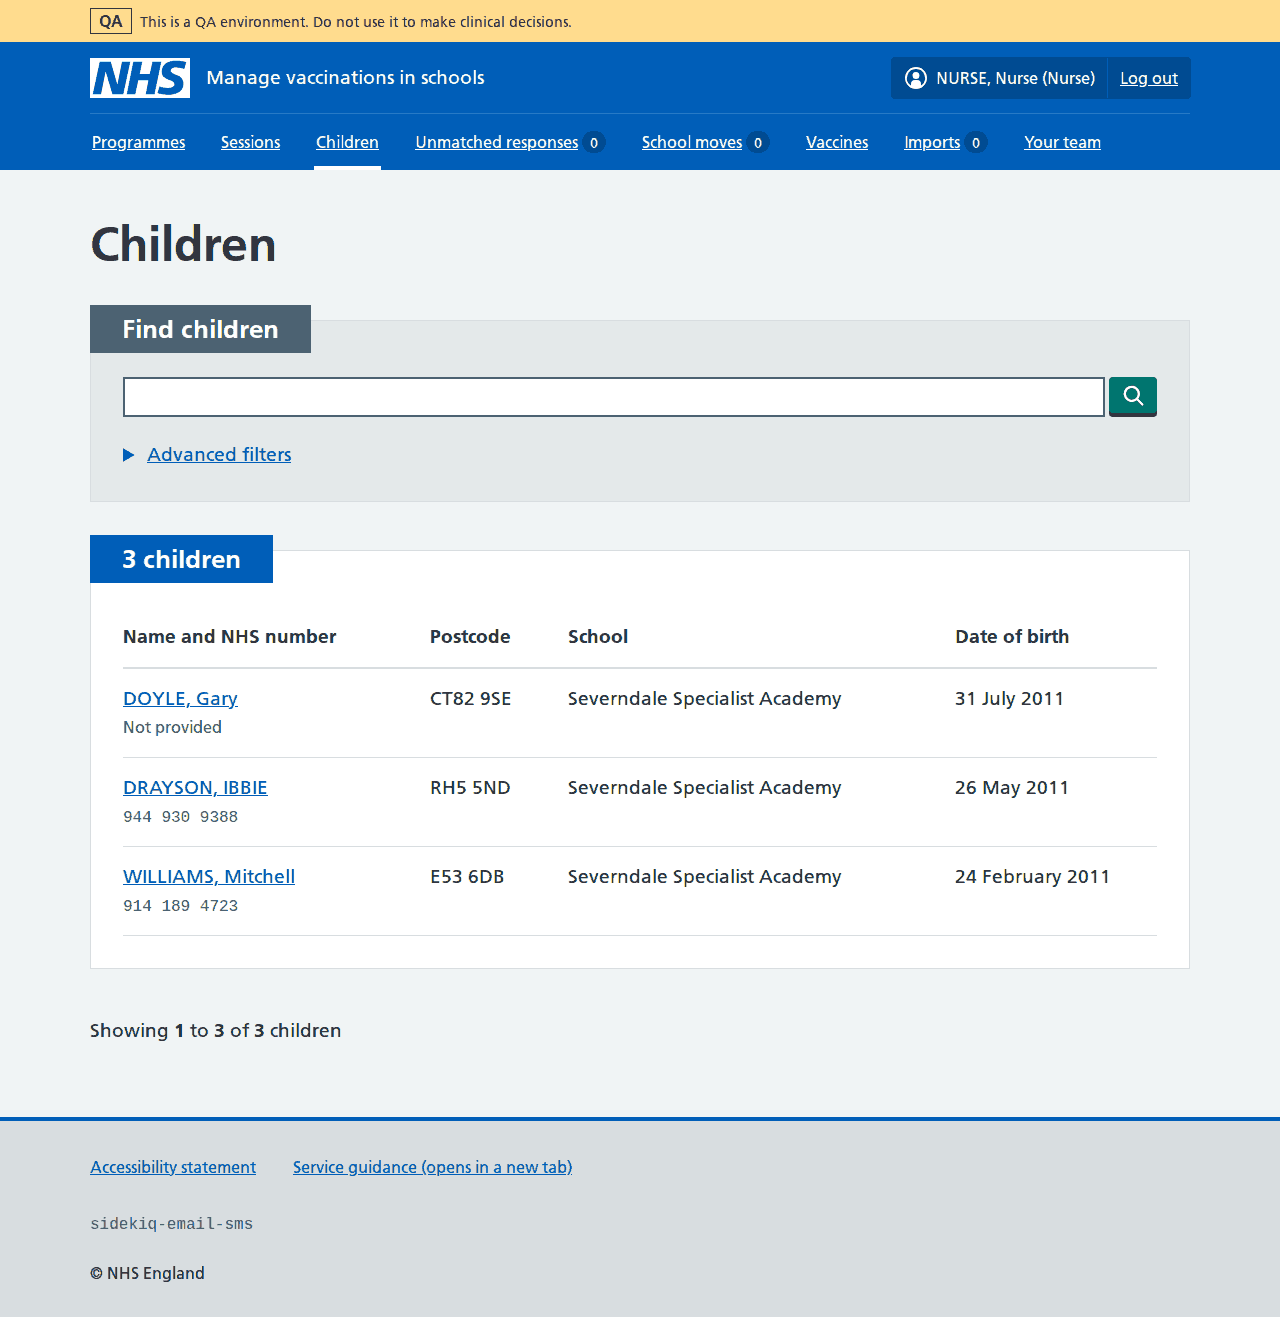 QA This is a QA environment. Do not use it to make clinical decisions.
NHS Manage vaccinations in schools NURSE, Nurse (Nurse) Log out
Programmes Sessions Children Unmatched responses 0 School moves 0 Vaccines Imports 0 Your team
Children
Find children
Advanced filters
3 children
Name and NHS number Postcode School Date of birth
DOYLE, Gary CT82 9SE Severndale Specialist Academy 31 July 2011
Not provided
DRAYSON, IBBIE RH5 5ND Severndale Specialist Academy 26 May 2011
944 930 9388
WILLIAMS, Mitchell E53 6DB Severndale Specialist Academy 24 February 2011
914 189 4723
Showing 1 to 3 of 3 children
Accessibility statement Service guidance (opens in a new tab)
sidekiq-email-sms
© NHS England